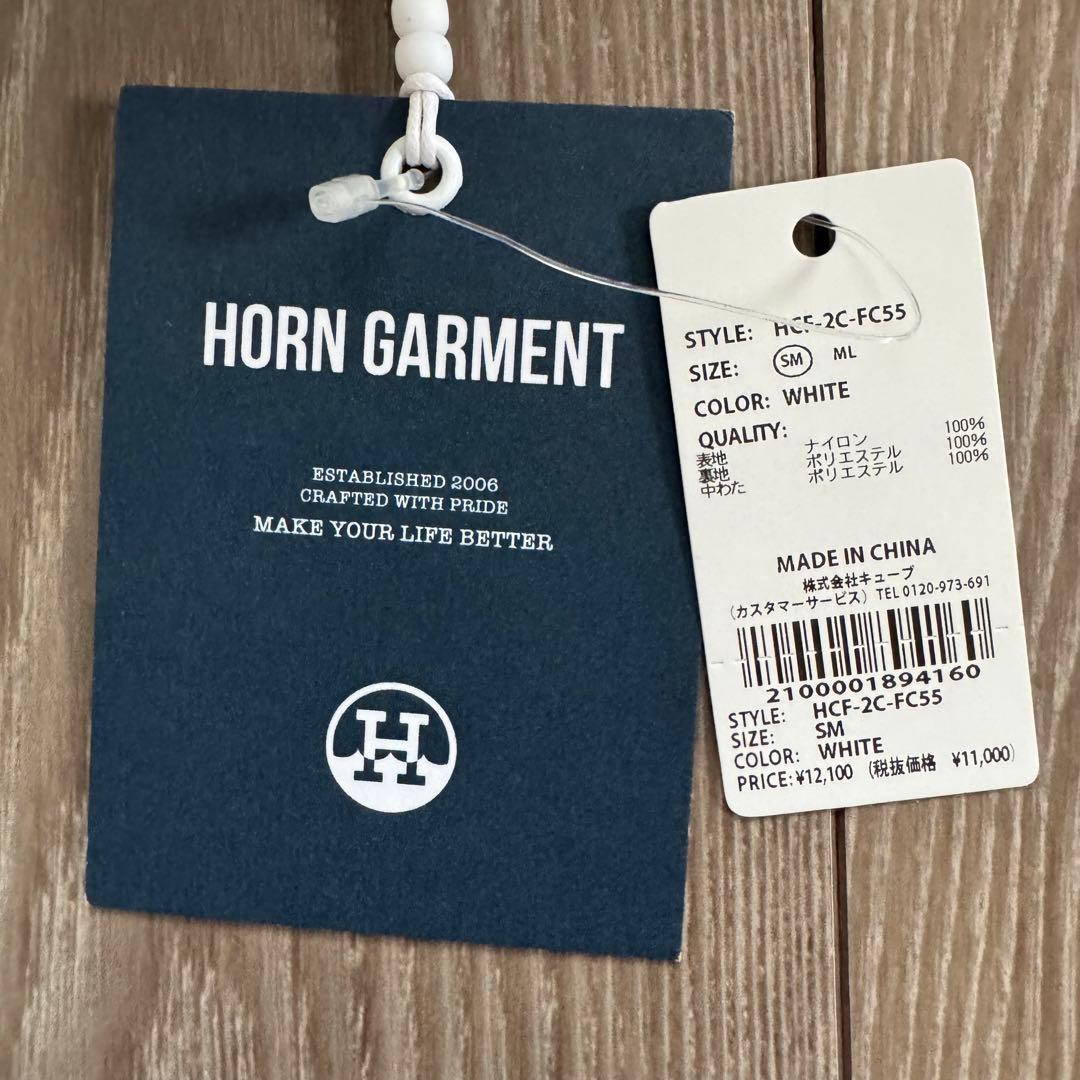 HORN GARMENT
ESTABLISHED 2006
CRAFTED WITH PRIDE
MAKE YOUR LIFE BETTER
H
STYLE: HCF-2C-FC55
SIZE: SM ML
COLOR: WHITE
QUALITY:
表地 ナイロン 100%
裏地 ポリエステル 100%
中わた ポリエステル 100%
MADE IN CHINA
株式会社キューブ
(カスタマーサービス) TEL 0120-973-691
2100001894160
STYLE: HCF-2C-FC55
SIZE: SM
COLOR: WHITE
PRICE: ¥12,100 (税抜価格 ¥11,000)